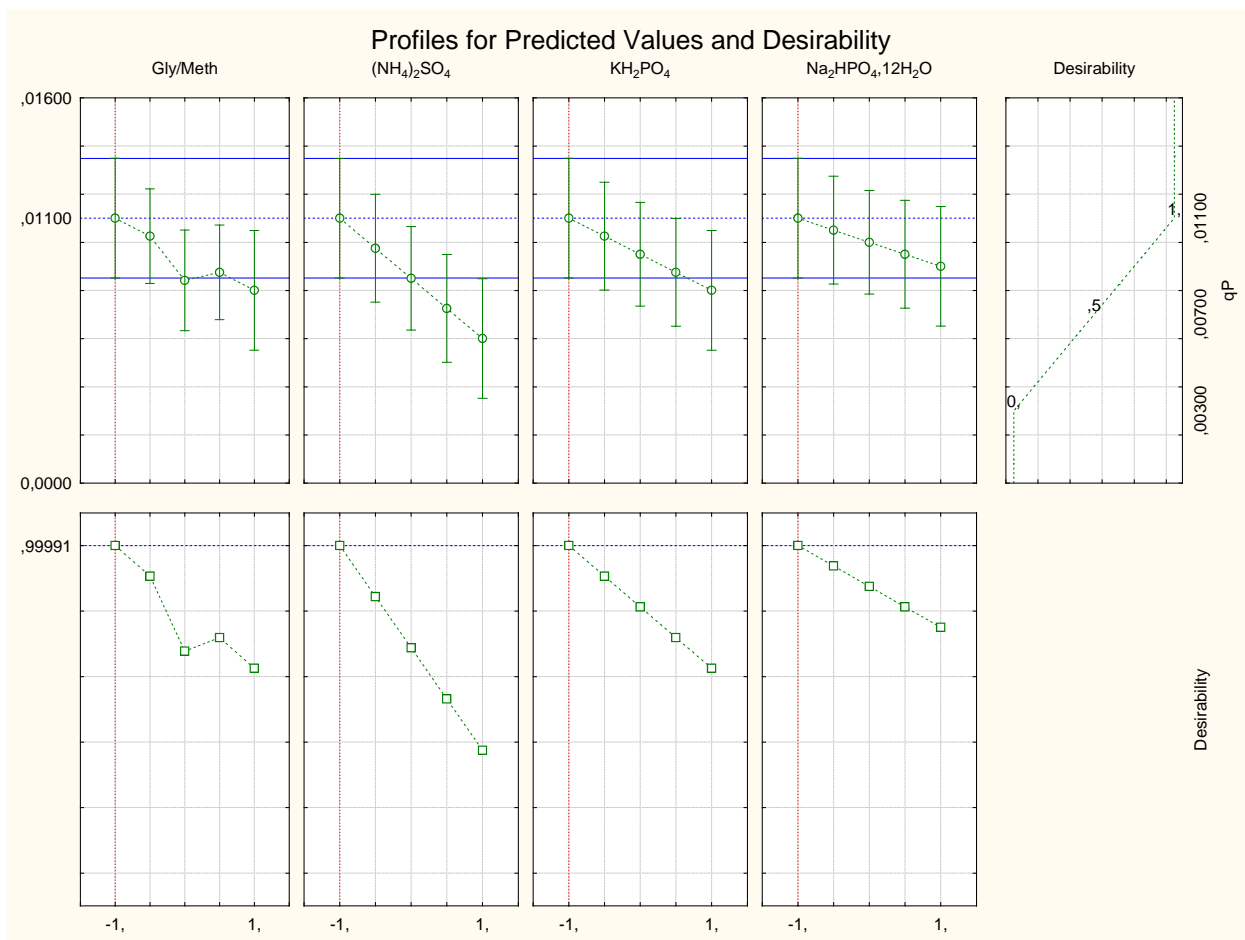 Profiles for Predicted Values and Desirability
Gly/Meth (NH₄)₂SO₄ KH₂PO₄ Na₂HPO₄,12H₂O Desirability
,01600
,01100
0,0000
1,
,5
0,
,01100
,00700
,00300
qP
,99991
Desirability
-1, 1, -1, 1, -1, 1, -1, 1,